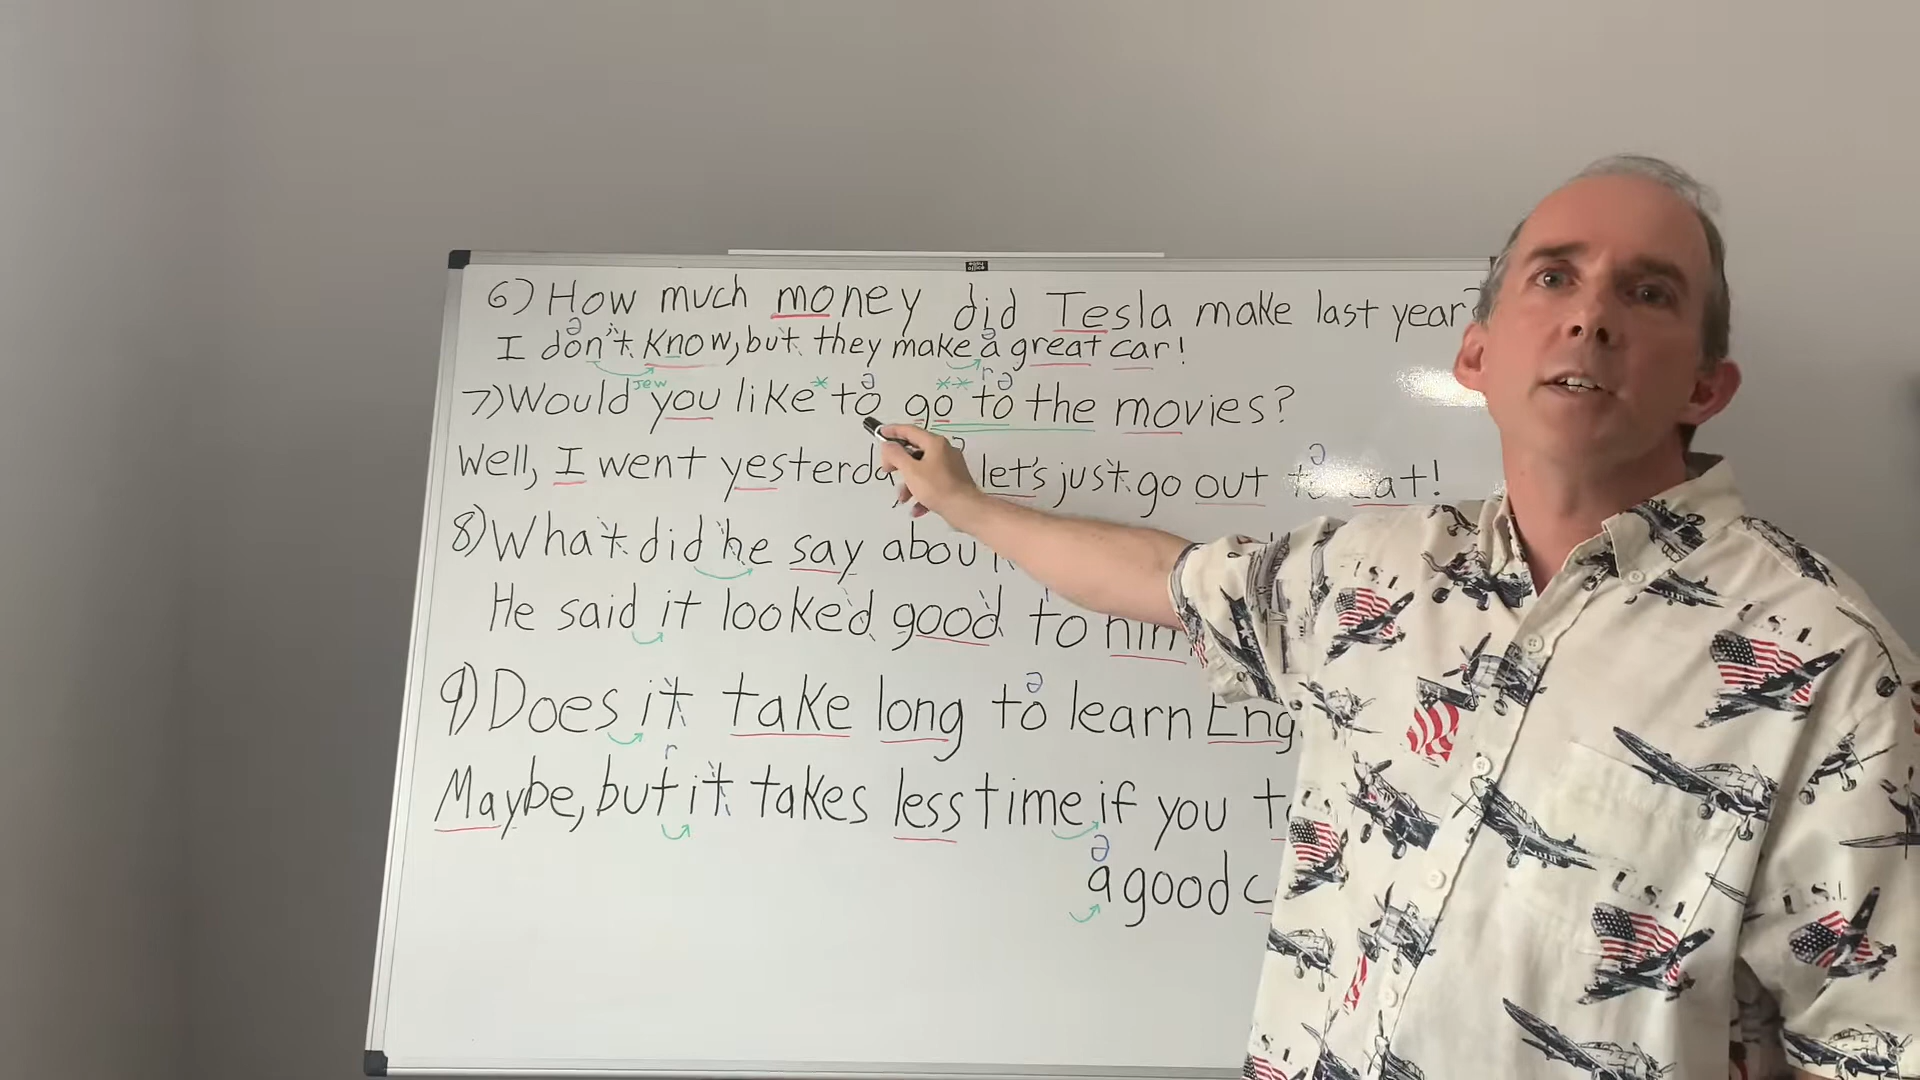 6) How much money did Tesla make last year?
I don't know, but they make a great car!
7) Would you like to go to the movies?
Well, I went yesterday, let's just go out to eat!
8) What did he say about
He said it looked good to him
9) Does it take long to learn Eng
Maybe, but it takes less time if you
a good
jew
* **
ə ə ə r ə
ə
ə
r
ə
U.S.
U.S.
U.S.